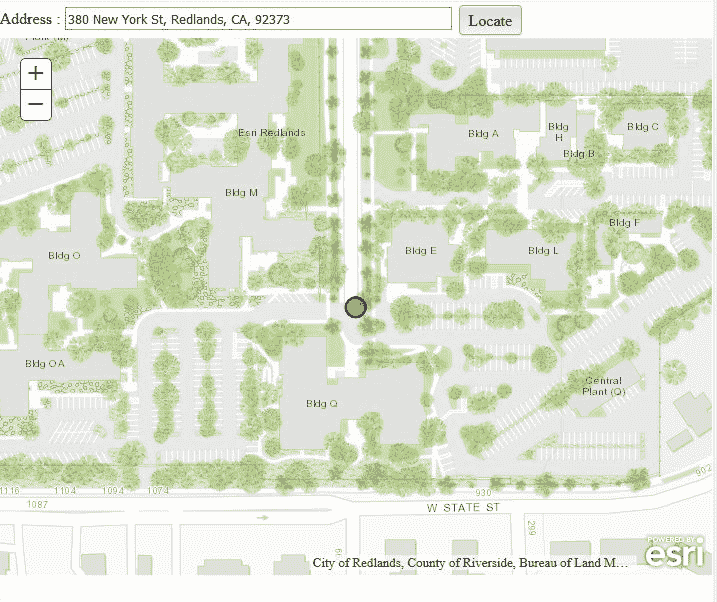 Address : 380 New York St, Redlands, CA, 92373 Locate
+
−
Esri Redlands
Bldg A
Bldg
H
Bldg B
Bldg C
Bldg M
Bldg F
Bldg O
Bldg E
Bldg L
Bldg OA
Central
Plant (Q)
Bldg Q
1116 1104 1094 1074
930
902
1087
W STATE ST
299
POWERED BY
esri
City of Redlands, County of Riverside, Bureau of Land M...